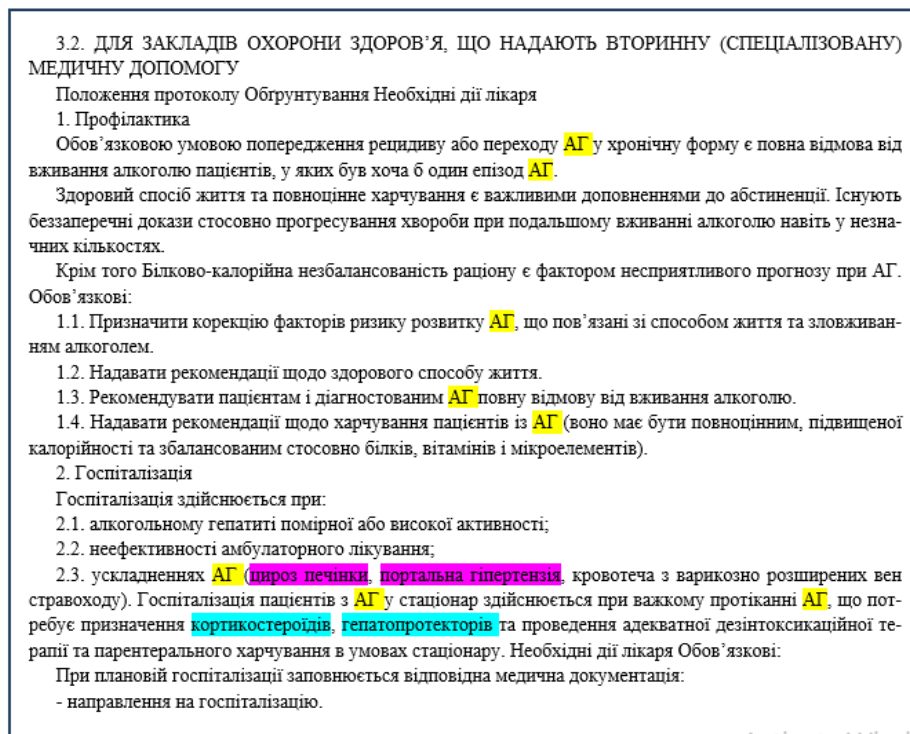 3.2. ДЛЯ ЗАКЛАДІВ ОХОРОНИ ЗДОРОВ’Я, ЩО НАДАЮТЬ ВТОРИННУ (СПЕЦІАЛІЗОВАНУ)
МЕДИЧНУ ДОПОМОГУ
Положення протоколу Обґрунтування Необхідні дії лікаря
1. Профілактика
Обов’язковою умовою попередження рецидиву або переходу АГ у хронічну форму є повна відмова від
вживання алкоголю пацієнтів, у яких був хоча б один епізод АГ.
Здоровий спосіб життя та повноцінне харчування є важливими доповненнями до абстиненції. Існують
беззаперечні докази стосовно прогресування хвороби при подальшому вживанні алкоголю навіть у незна-
чних кількостях.
Крім того Білково-калорійна незбалансованість раціону є фактором несприятливого прогнозу при АГ.
Обов’язкові:
1.1. Призначити корекцію факторів ризику розвитку АГ, що пов’язані зі способом життя та зловживан-
ням алкоголем.
1.2. Надавати рекомендації щодо здорового способу життя.
1.3. Рекомендувати пацієнтам і діагностованим АГ повну відмову від вживання алкоголю.
1.4. Надавати рекомендації щодо харчування пацієнтів із АГ (воно має бути повноцінним, підвищеної
калорійності та збалансованим стосовно білків, вітамінів і мікроелементів).
2. Госпіталізація
Госпіталізація здійснюється при:
2.1. алкогольному гепатиті помірної або високої активності;
2.2. неефективності амбулаторного лікування;
2.3. ускладненнях АГ (цироз печінки, портальна гіпертензія, кровотеча з варикозно розширених вен
стравоходу). Госпіталізація пацієнтів з АГ у стаціонар здійснюється при важкому протіканні АГ, що пот-
ребує призначення кортикостероїдів, гепатопротекторів та проведення адекватної дезінтоксикаційної те-
рапії та парентерального харчування в умовах стаціонару. Необхідні дії лікаря Обов’язкові:
При плановій госпіталізації заповнюється відповідна медична документація:
- направлення на госпіталізацію.